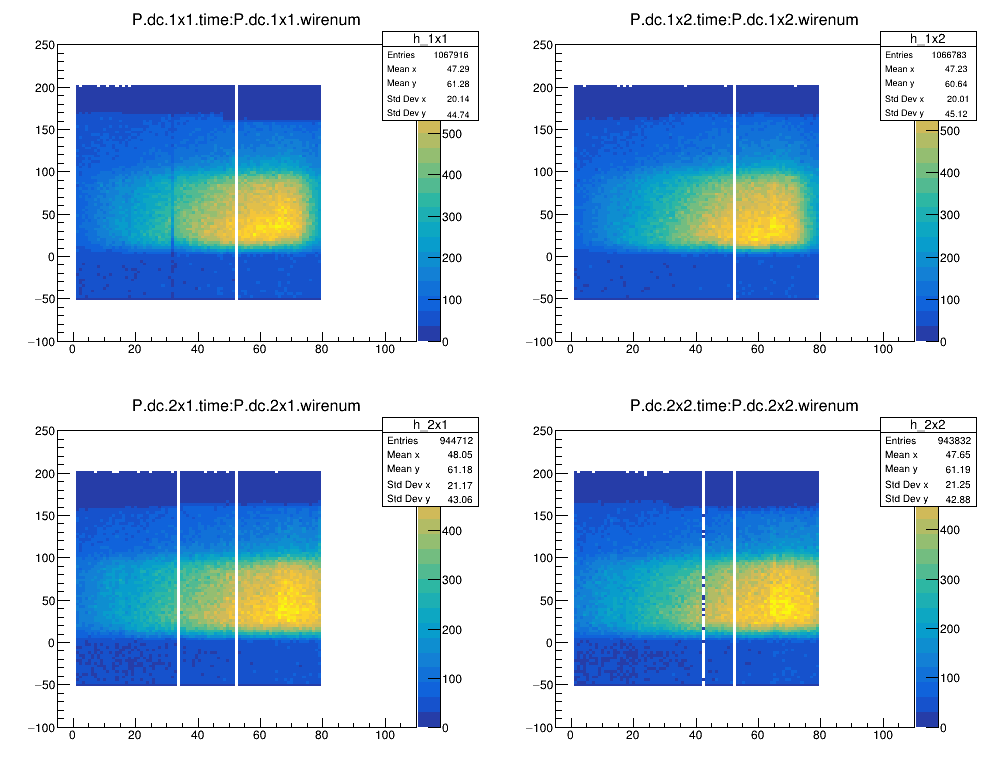 P.dc.1x1.time:P.dc.1x1.wirenum
h_1x1
Entries 1067916
Mean x 47.29
Mean y 61.28
Std Dev x 20.14
Std Dev y 44.74
250
200
150
100
50
0
−50
−100
0 20 40 60 80 100
500
400
300
200
100
0
P.dc.1x2.time:P.dc.1x2.wirenum
h_1x2
Entries 1066783
Mean x 47.23
Mean y 60.64
Std Dev x 20.01
Std Dev y 45.12
250
200
150
100
50
0
−50
−100
0 20 40 60 80 100
500
400
300
200
100
0
P.dc.2x1.time:P.dc.2x1.wirenum
h_2x1
Entries 944712
Mean x 48.05
Mean y 61.18
Std Dev x 21.17
Std Dev y 43.06
250
200
150
100
50
0
−50
−100
0 20 40 60 80 100
400
300
200
100
0
P.dc.2x2.time:P.dc.2x2.wirenum
h_2x2
Entries 943832
Mean x 47.65
Mean y 61.19
Std Dev x 21.25
Std Dev y 42.88
250
200
150
100
50
0
−50
−100
0 20 40 60 80 100
400
300
200
100
0